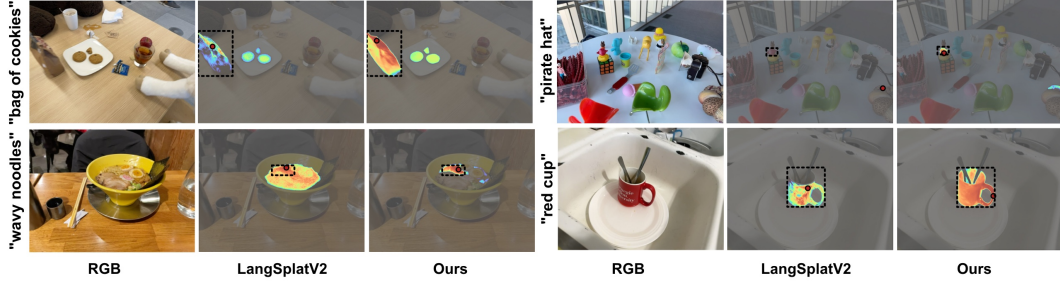 "bag of cookies"
"wavy noodles"
RGB
LangSplatV2
Ours
"pirate hat"
"red cup"
RGB
LangSplatV2
Ours